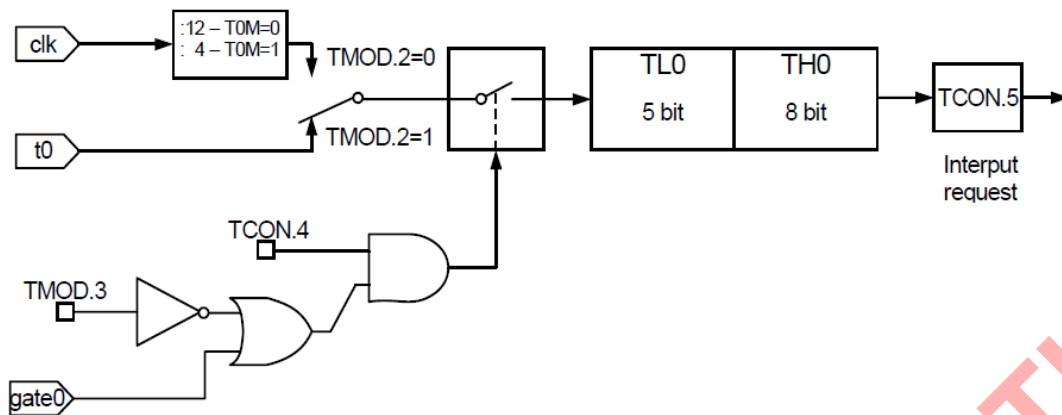 clk
:12 – T0M=0
: 4 – T0M=1
TMOD.2=0
TMOD.2=1
t0
TL0
5 bit
TH0
8 bit
TCON.5
Interput
request
TCON.4
TMOD.3
gate0